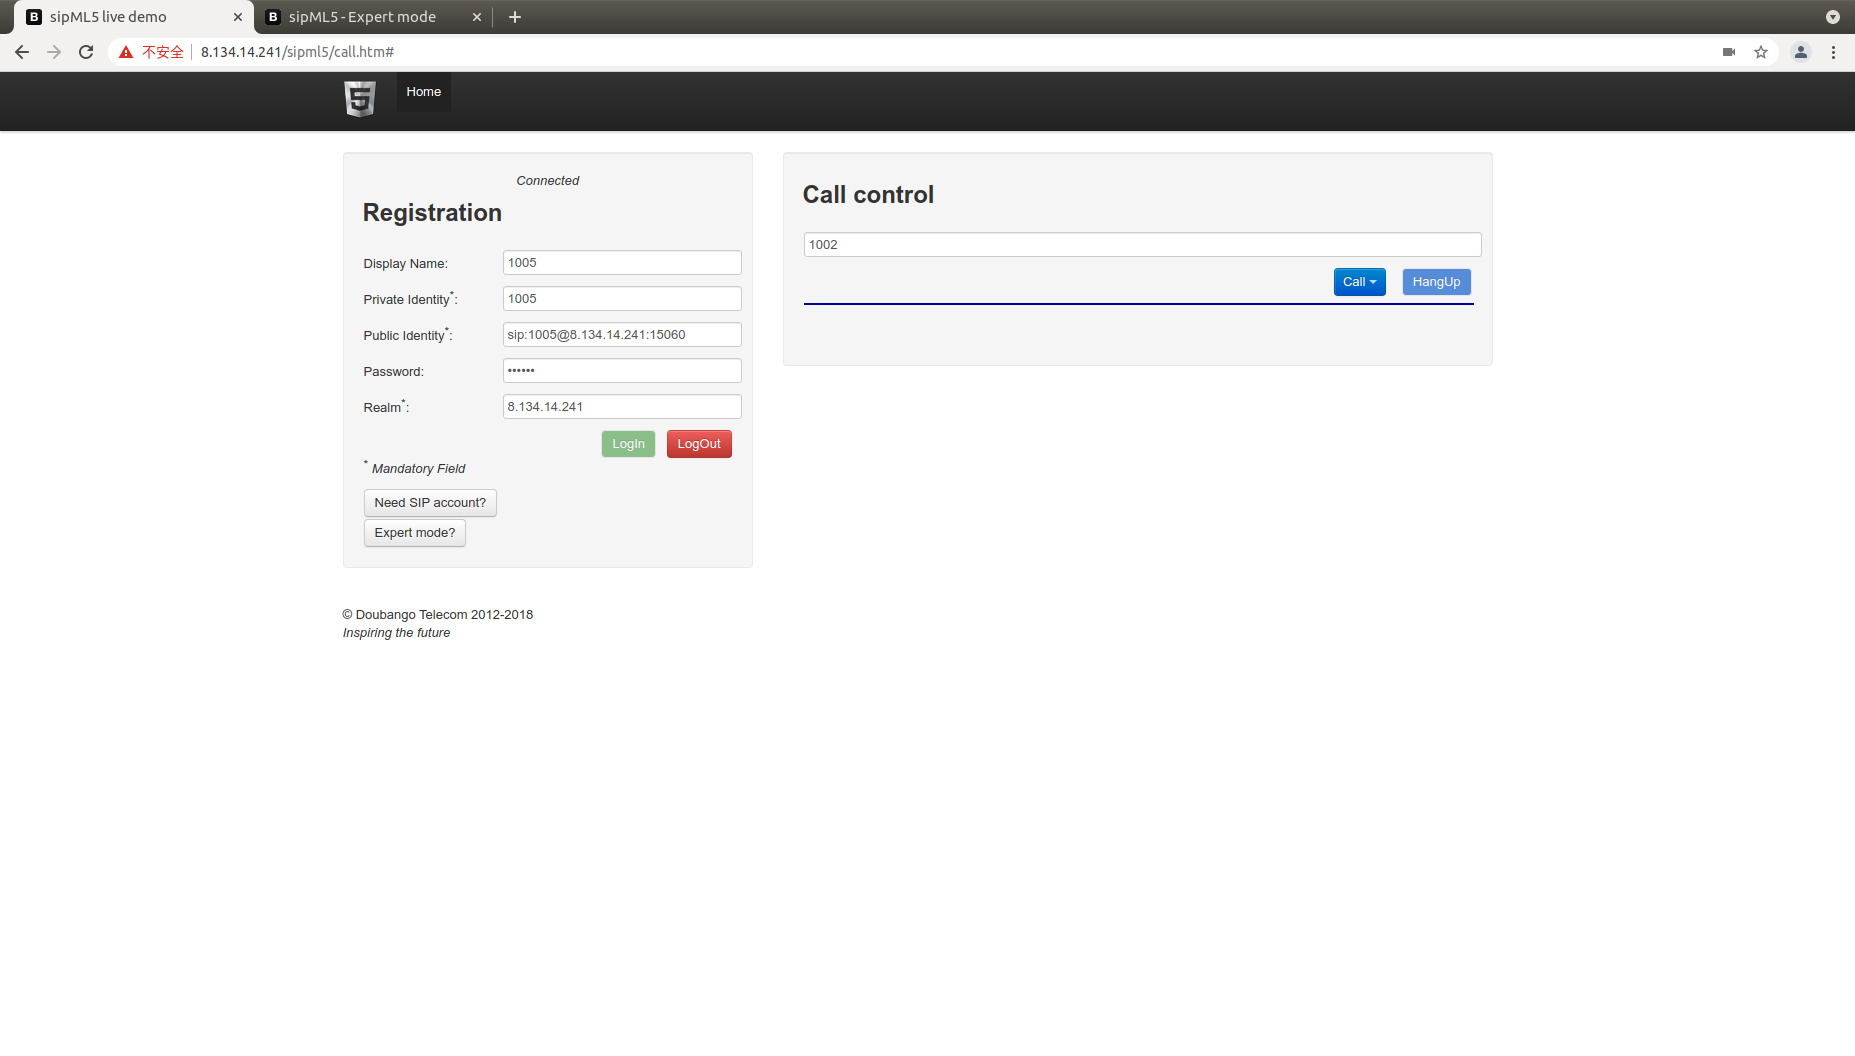 sipML5 live demo
sipML5 - Expert mode
不安全 8.134.14.241/sipml5/call.htm#
Home
Connected
Registration
Display Name: 1005
Private Identity*: 1005
Public Identity*: sip:1005@8.134.14.241:15060
Password: ••••••
Realm*: 8.134.14.241
LogIn LogOut
* Mandatory Field
Need SIP account?
Expert mode?
Call control
1002
Call HangUp
© Doubango Telecom 2012-2018
Inspiring the future